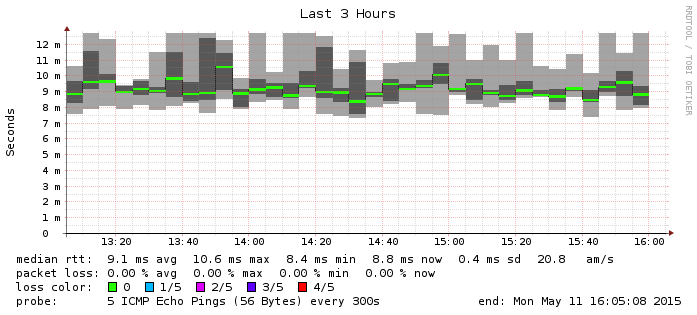 Last 3 Hours
RRDTOOL / TOBI OETIKER
Seconds
12 m
11 m
10 m
9 m
8 m
7 m
6 m
5 m
4 m
3 m
2 m
1 m
0
13:20 13:40 14:00 14:20 14:40 15:00 15:20 15:40 16:00
median rtt: 9.1 ms avg 10.6 ms max 8.4 ms min 8.8 ms now 0.4 ms sd 20.8 am/s
packet loss: 0.00 % avg 0.00 % max 0.00 % min 0.00 % now
loss color: 0 1/5 2/5 3/5 4/5
probe: 5 ICMP Echo Pings (56 Bytes) every 300s end: Mon May 11 16:05:08 2015